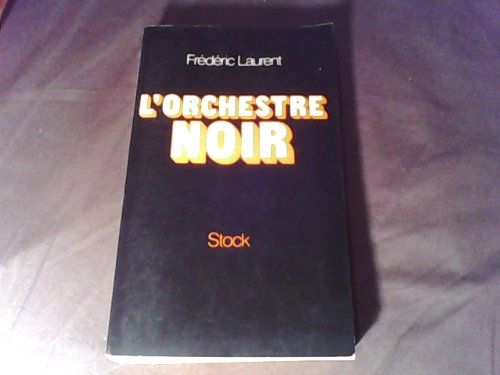 Frédéric Laurent
L'ORCHESTRE
NOIR
Stock